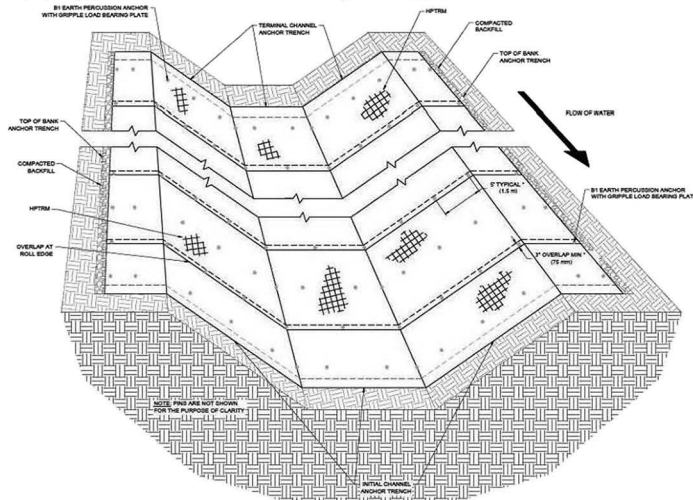 B1 EARTH PERCUSSION ANCHOR
WITH GRIPPLE LOAD BEARING PLATE
TERMINAL CHANNEL
ANCHOR TRENCH
HPTRM
COMPACTED
BACKFILL
TOP OF BANK
ANCHOR TRENCH
FLOW OF WATER
TOP OF BANK
ANCHOR TRENCH
COMPACTED
BACKFILL
HPTRM
OVERLAP AT
ROLL EDGE
5' TYPICAL *
(1.5 m)
B1 EARTH PERCUSSION ANCHOR
WITH GRIPPLE LOAD BEARING PLAT
3" OVERLAP MIN *
(75 mm)
NOTE: PINS ARE NOT SHOWN
FOR THE PURPOSE OF CLARITY
INITIAL CHANNEL
ANCHOR TRENCH